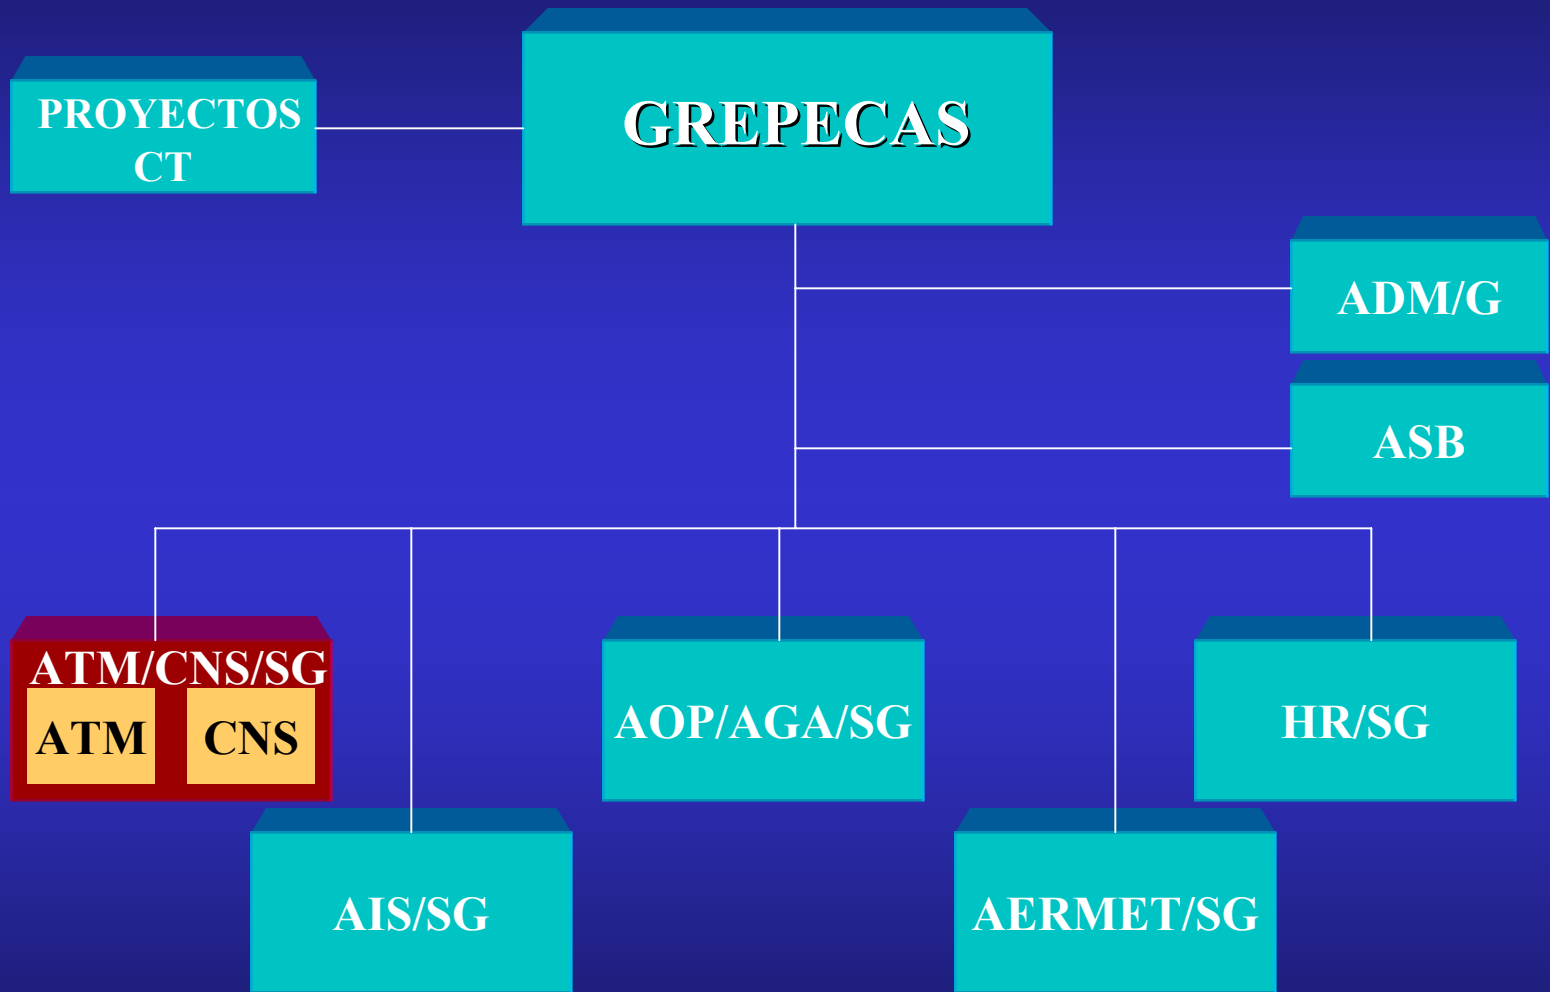 PROYECTOS
CT
GREPECAS
ADM/G
ASB
ATM/CNS/SG
ATM CNS
AOP/AGA/SG
HR/SG
AIS/SG
AERMET/SG